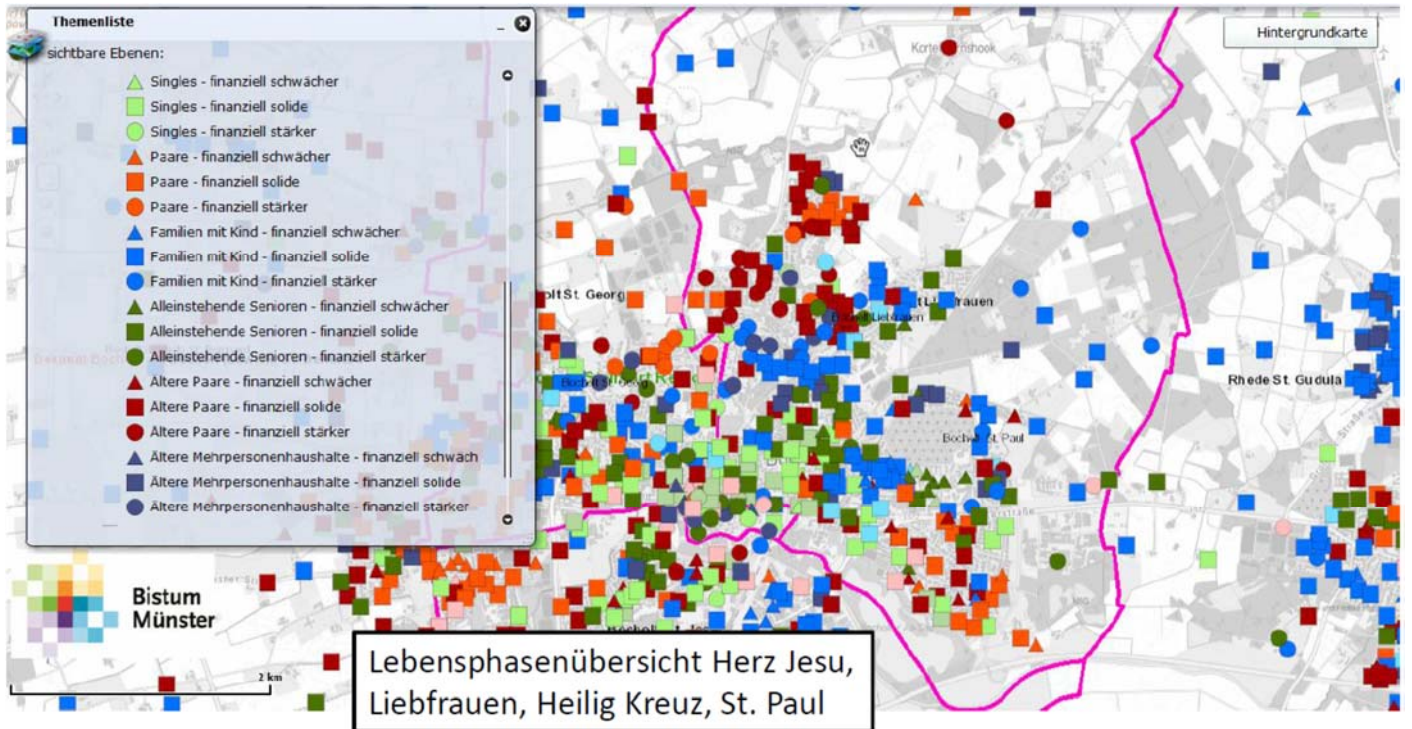 Themenliste
sichtbare Ebenen:
Singles - finanziell schwächer
Singles - finanziell solide
Singles - finanziell stärker
Paare - finanziell schwächer
Paare - finanziell solide
Paare - finanziell stärker
Familien mit Kind - finanziell schwächer
Familien mit Kind - finanziell solide
Familien mit Kind - finanziell stärker
Alleinstehende Senioren - finanziell schwächer
Alleinstehende Senioren - finanziell solide
Alleinstehende Senioren - finanziell stärker
Ältere Paare - finanziell schwächer
Ältere Paare - finanziell solide
Ältere Paare - finanziell stärker
Ältere Mehrpersonenhaushalte - finanziell schwäch
Ältere Mehrpersonenhaushalte - finanziell solide
Ältere Mehrpersonenhaushalte - finanziell stärker
Hintergrundkarte
St. Georg
Bocholt St. Paul
Rhede St. Gudula
Bistum
Münster
2 km
Lebensphasenübersicht Herz Jesu,
Liebfrauen, Heilig Kreuz, St. Paul